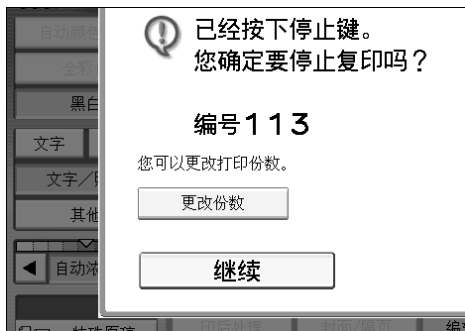 自动颜色
全彩
黑白
文字
文字／
其他
自动浓
特殊原稿
已经按下停止键。
您确定要停止复印吗？
编号113
您可以更改打印份数。
更改份数
继续
印后处理
封面/隔页
编